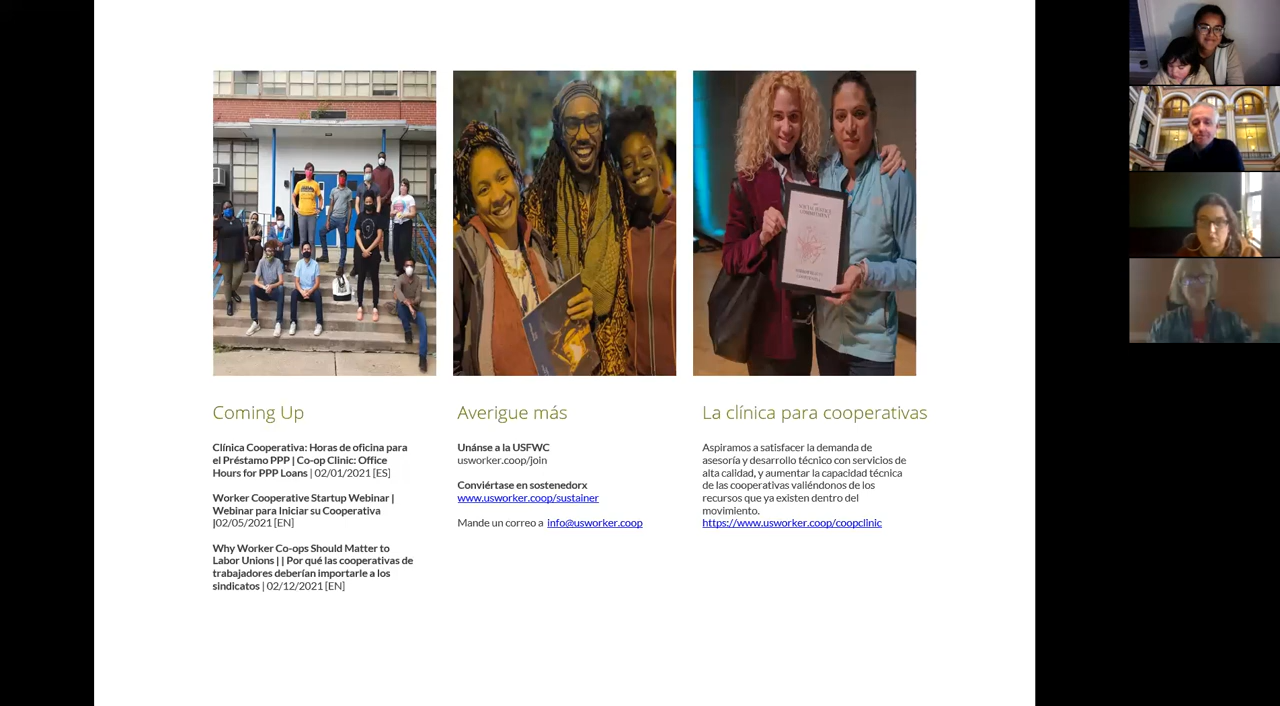 Coming Up
Clínica Cooperativa: Horas de oficina para
el Préstamo PPP | Co-op Clinic: Office
Hours for PPP Loans | 02/01/2021 [ES]
Worker Cooperative Startup Webinar |
Webinar para Iniciar su Cooperativa
|02/05/2021 [EN]
Why Worker Co-ops Should Matter to
Labor Unions | | Por qué las cooperativas de
trabajadores deberían importarle a los
sindicatos | 02/12/2021 [EN]
Averigue más
Unánse a la USFWC
usworker.coop/join
Conviértase en sostenedorx
www.usworker.coop/sustainer
Mande un correo a info@usworker.coop
La clínica para cooperativas
Aspiramos a satisfacer la demanda de
asesoría y desarrollo técnico con servicios de
alta calidad, y aumentar la capacidad técnica
de las cooperativas valiéndonos de los
recursos que ya existen dentro del
movimiento.
https://www.usworker.coop/coopclinic